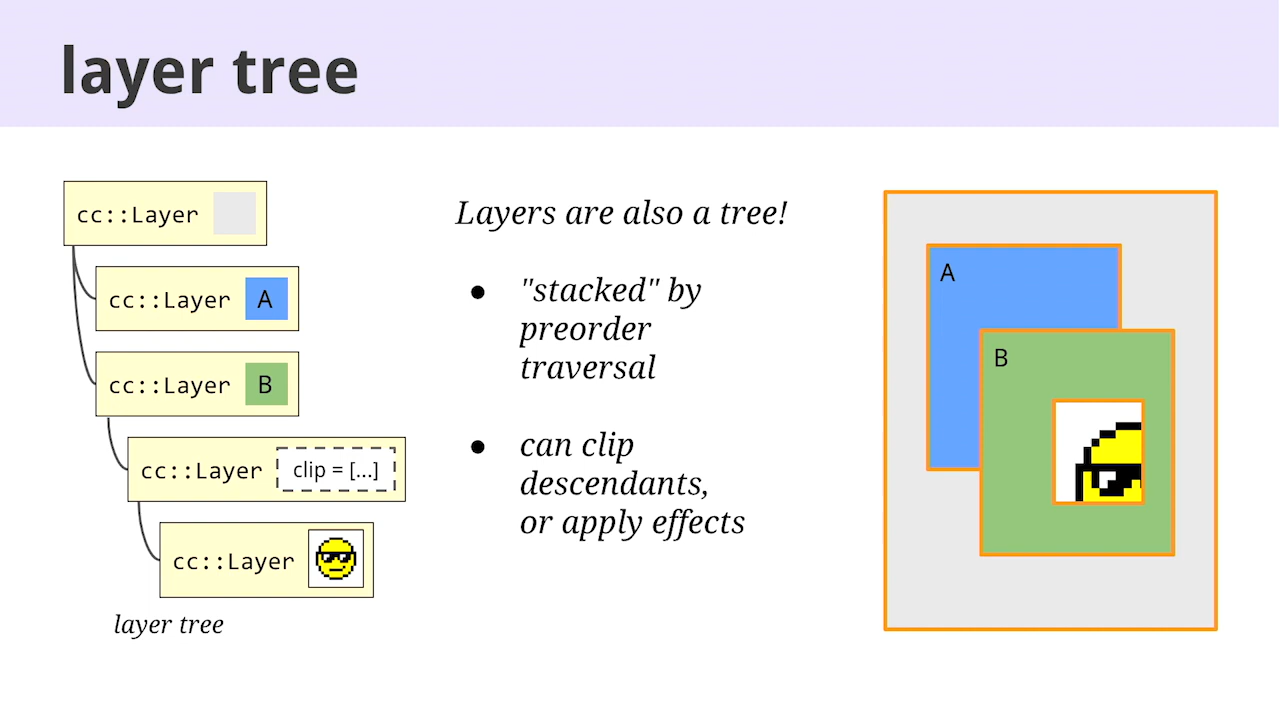 layer tree
cc::Layer
cc::Layer A
cc::Layer B
cc::Layer clip = [...]
cc::Layer
layer tree
Layers are also a tree!
● "stacked" by
preorder
traversal
● can clip
descendants,
or apply effects
A
B